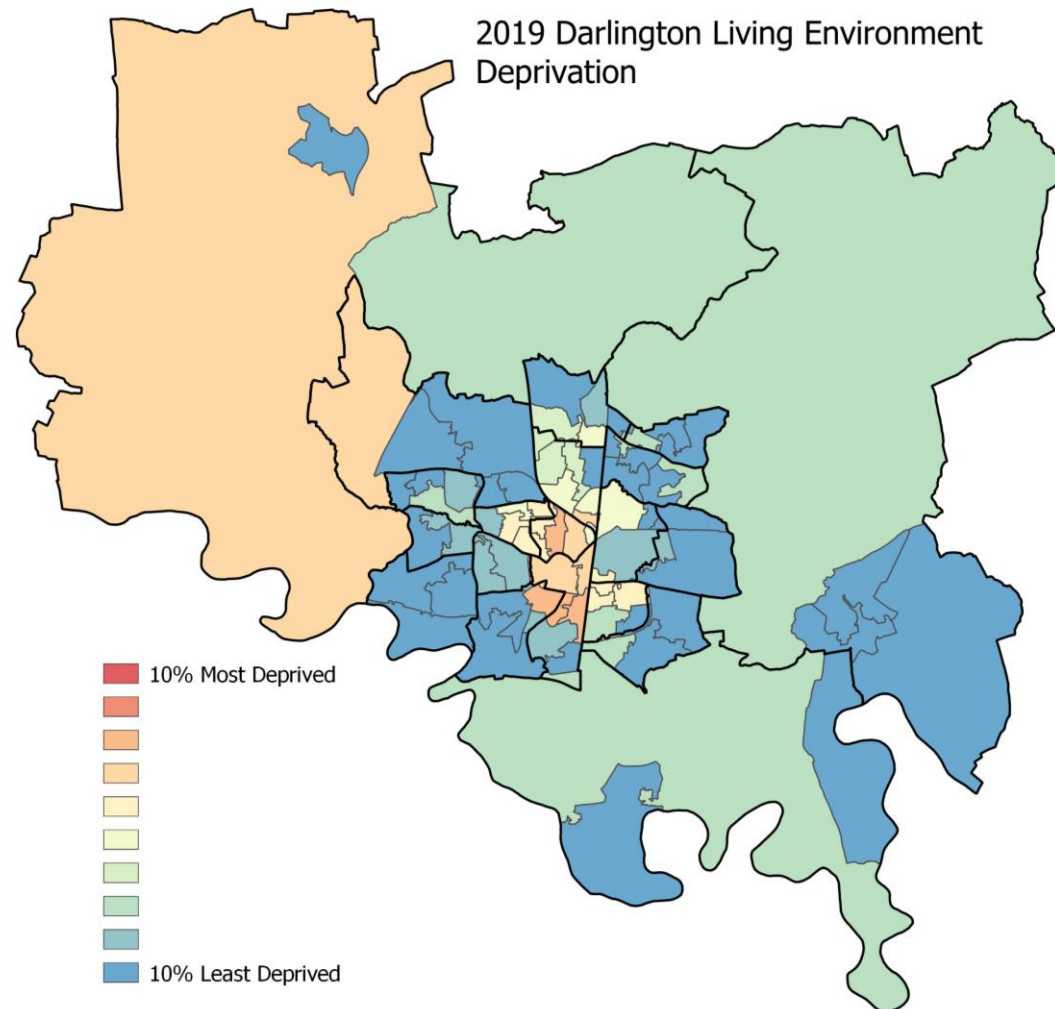 2019 Darlington Living Environment
Deprivation
10% Most Deprived
10% Least Deprived